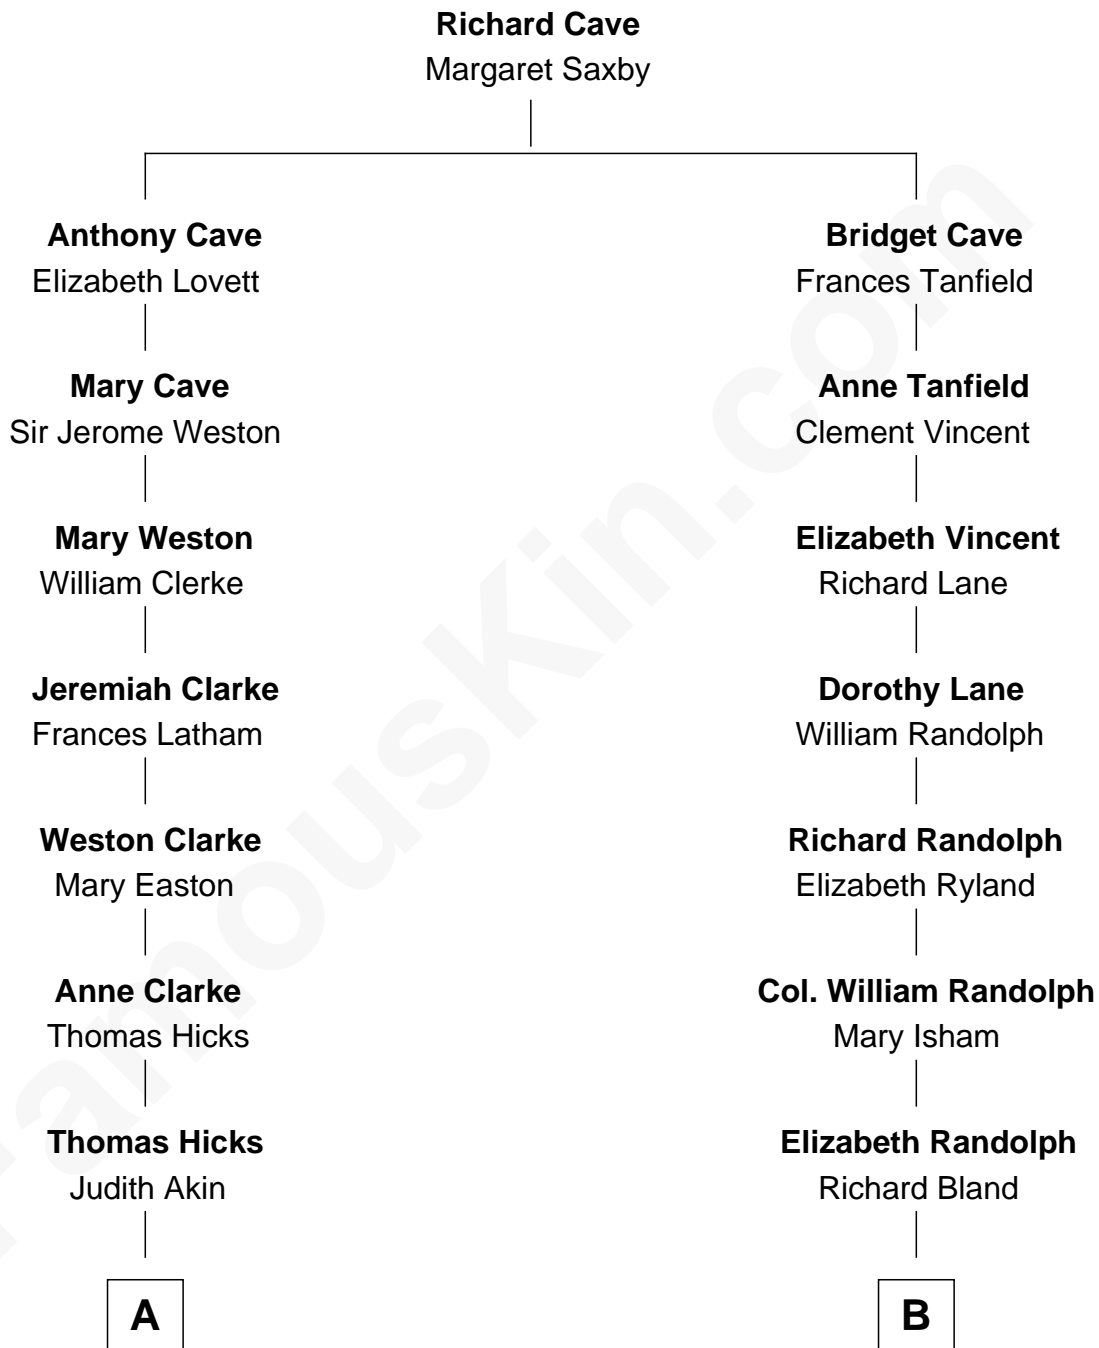 Richard Cave
Margaret Saxby
Anthony Cave
Elizabeth Lovett
Bridget Cave
Frances Tanfield
Mary Cave
Sir Jerome Weston
Anne Tanfield
Clement Vincent
Mary Weston
William Clerke
Elizabeth Vincent
Richard Lane
Jeremiah Clarke
Frances Latham
Dorothy Lane
William Randolph
Weston Clarke
Mary Easton
Richard Randolph
Elizabeth Ryland
Anne Clarke
Thomas Hicks
Col. William Randolph
Mary Isham
Thomas Hicks
Judith Akin
Elizabeth Randolph
Richard Bland
A
B
FamousKin.com